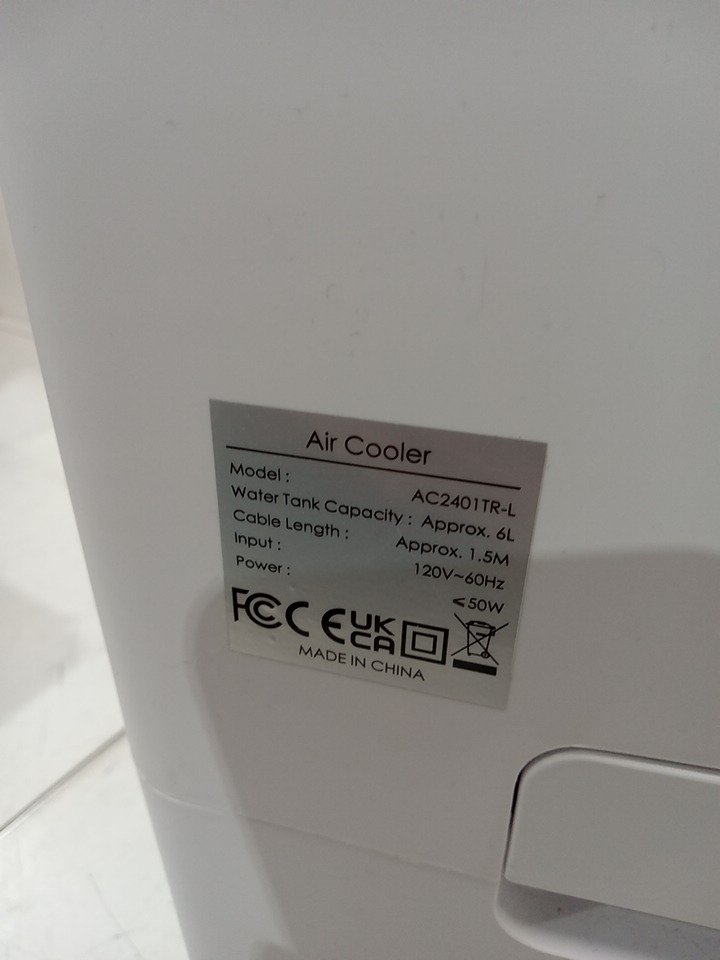 Air Cooler
Model : AC2401TR-L
Water Tank Capacity : Approx. 6L
Cable Length : Approx. 1.5M
Input : 120V~60Hz
Power : ⩽50W
FC CE UK CA
MADE IN CHINA